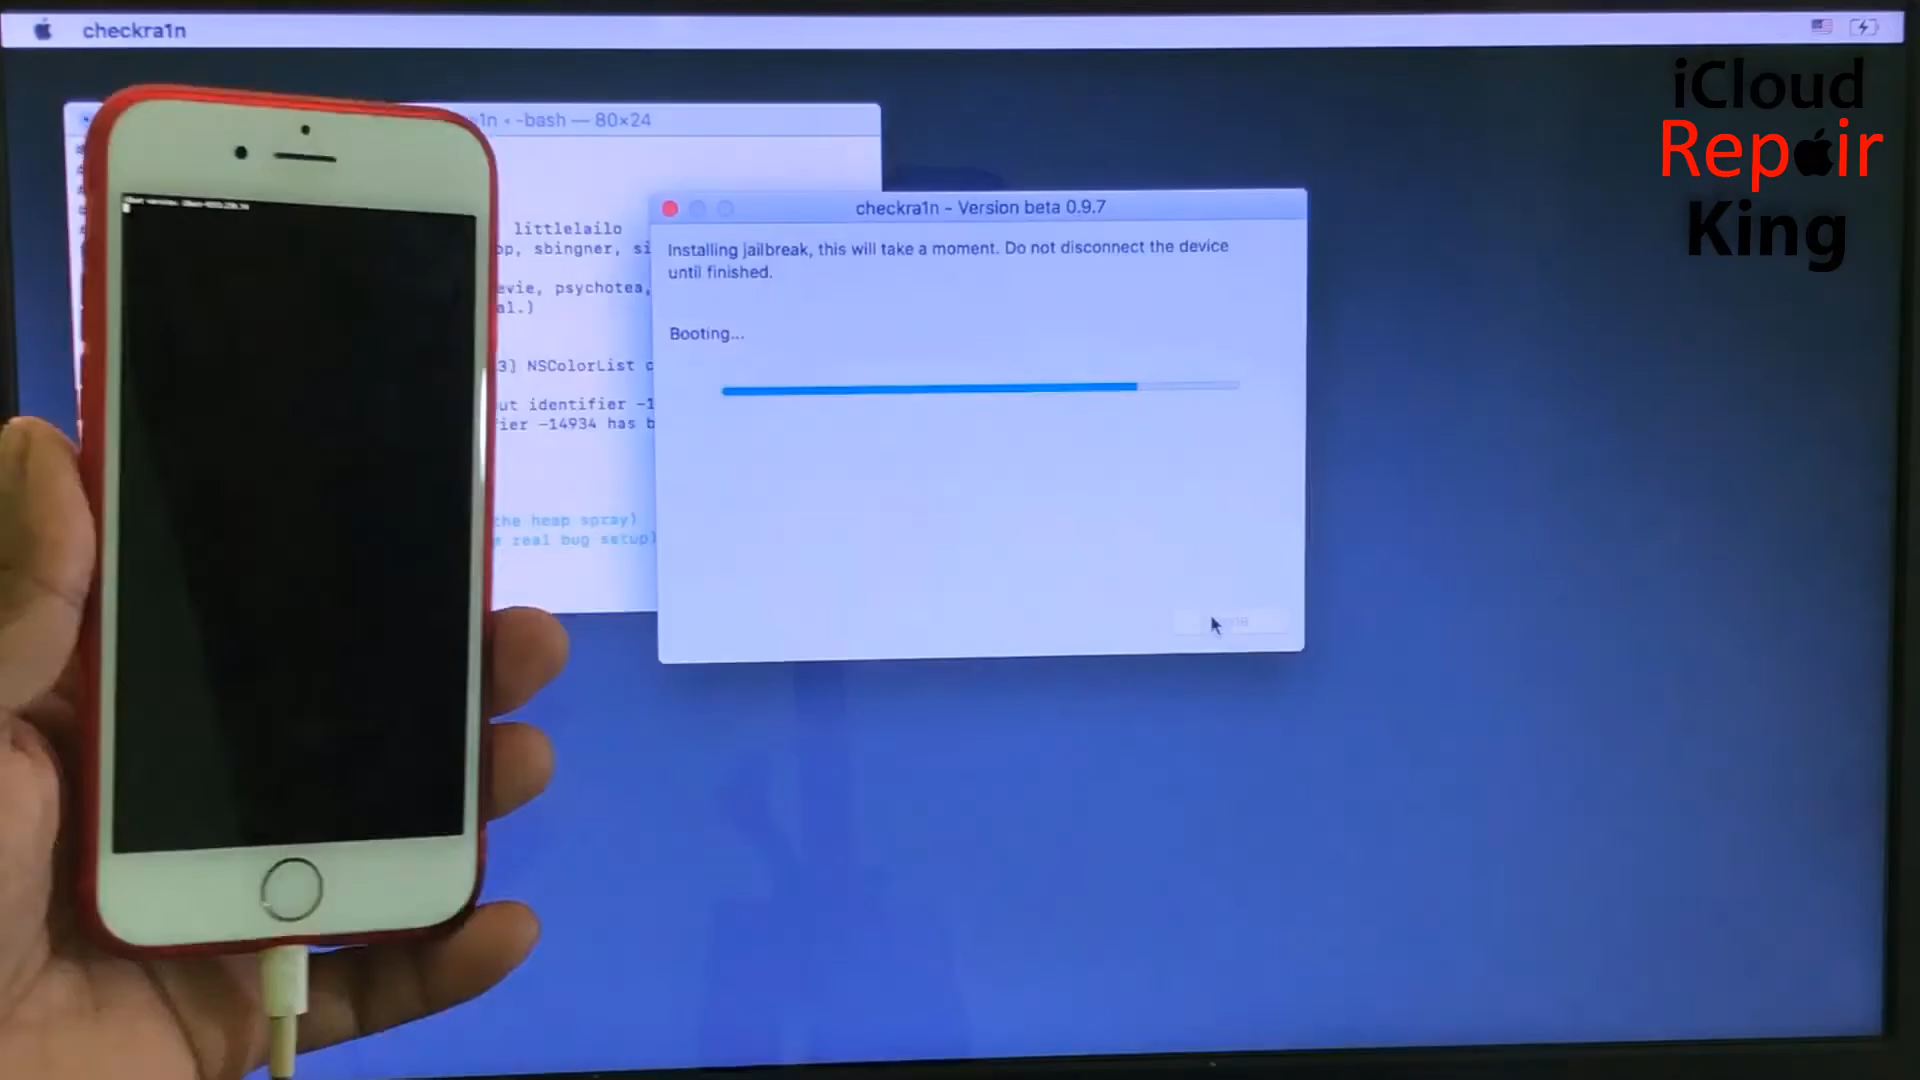 checkra1n
iCloud
Repair
King
-bash — 80×24
littlelailo
sbingner,
psychotea,
NSColorList
identifier
-14934 has
the heap spray)
real bug setup)
checkra1n - Version beta 0.9.7
Installing jailbreak, this will take a moment. Do not disconnect the device
until finished.
Booting...